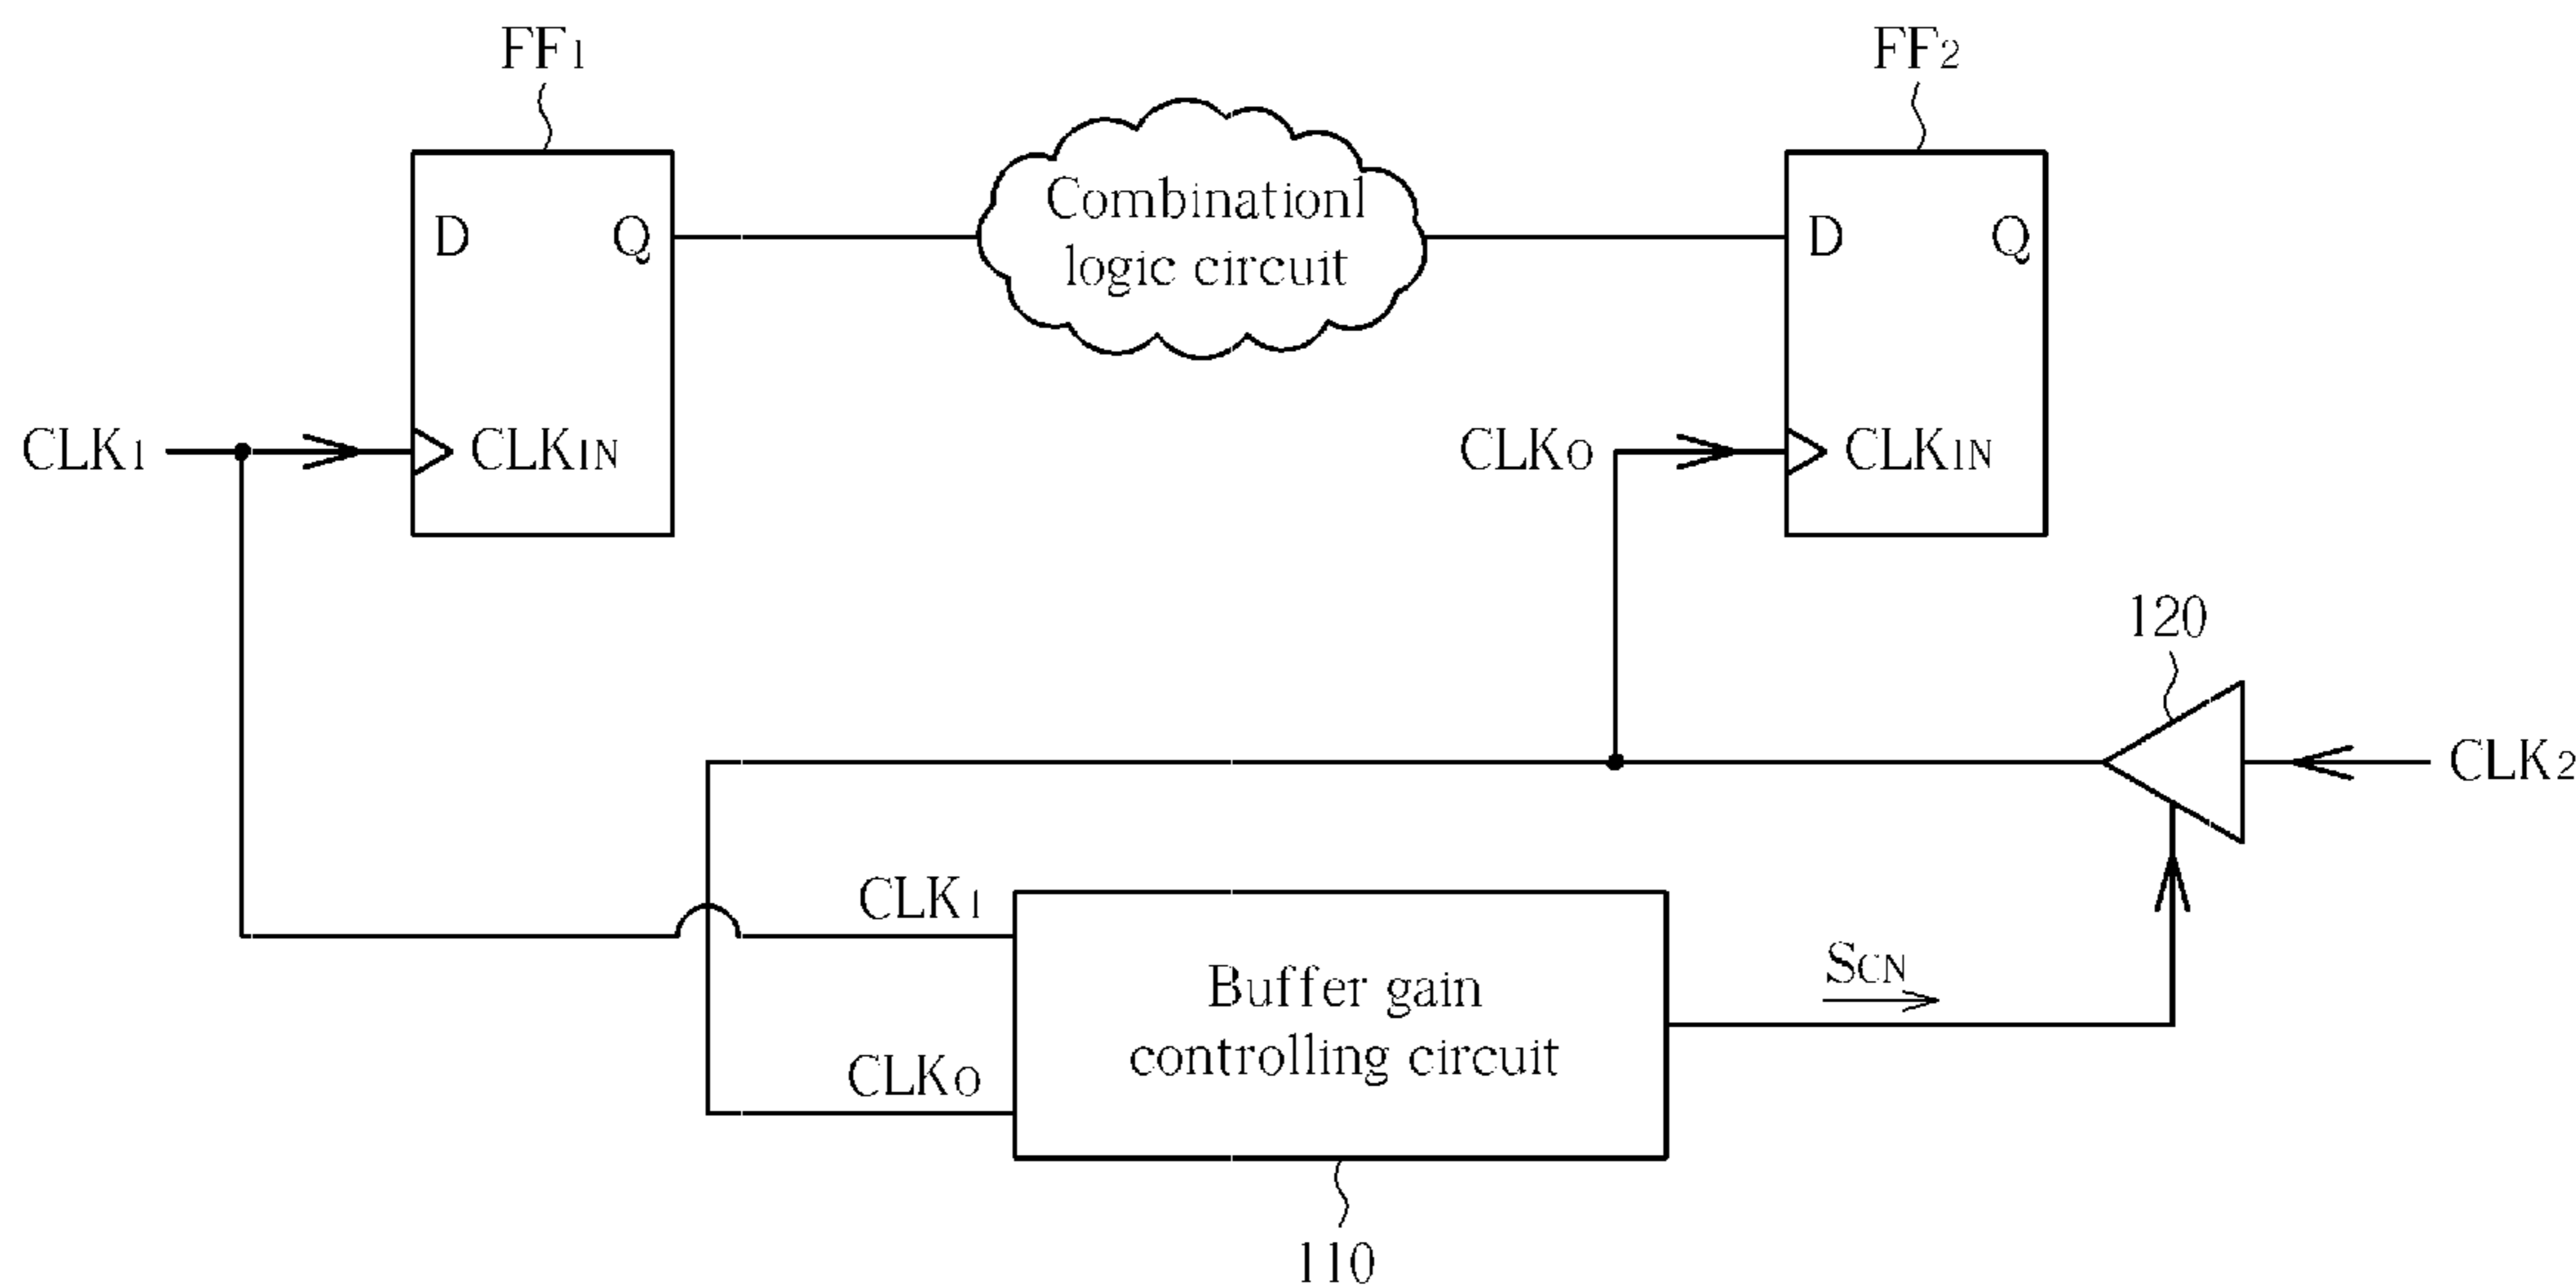 FF1
FF2
Combinationl
logic circuit
D
Q
D
Q
CLK1
CLKIN
CLKO
CLKIN
120
CLK2
CLK1
Buffer gain
controlling circuit
SCN
CLKO
110